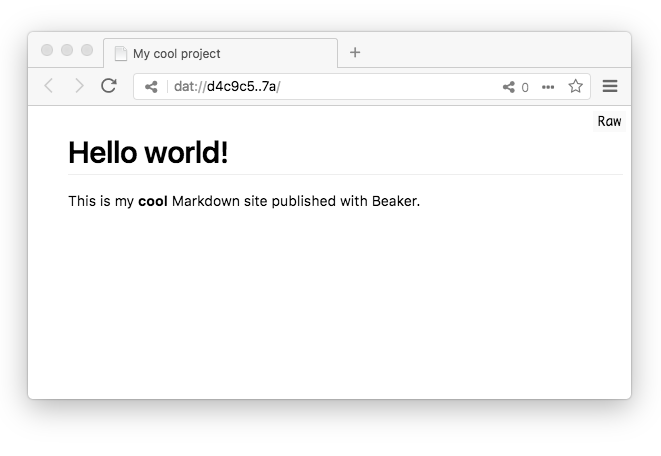 My cool project
dat://d4c9c5..7a/ 0
Raw
Hello world!
This is my cool Markdown site published with Beaker.